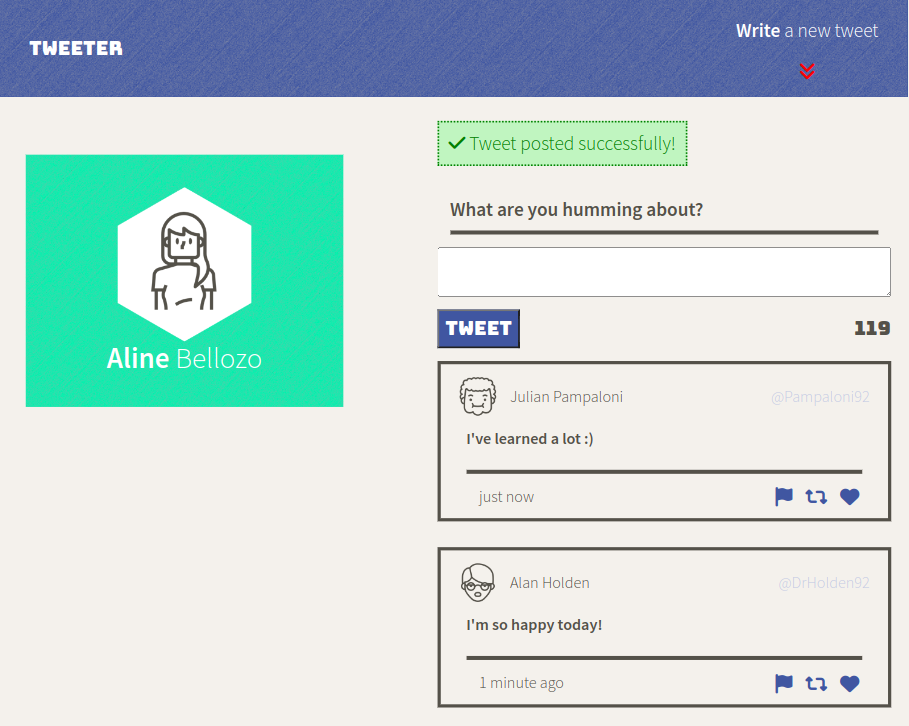 TWEETER
Write a new tweet
Tweet posted successfully!
Aline Bellozo
What are you humming about?
TWEET
119
Julian Pampaloni
@Pampaloni92
I've learned a lot :)
just now
Alan Holden
@DrHolden92
I'm so happy today!
1 minute ago